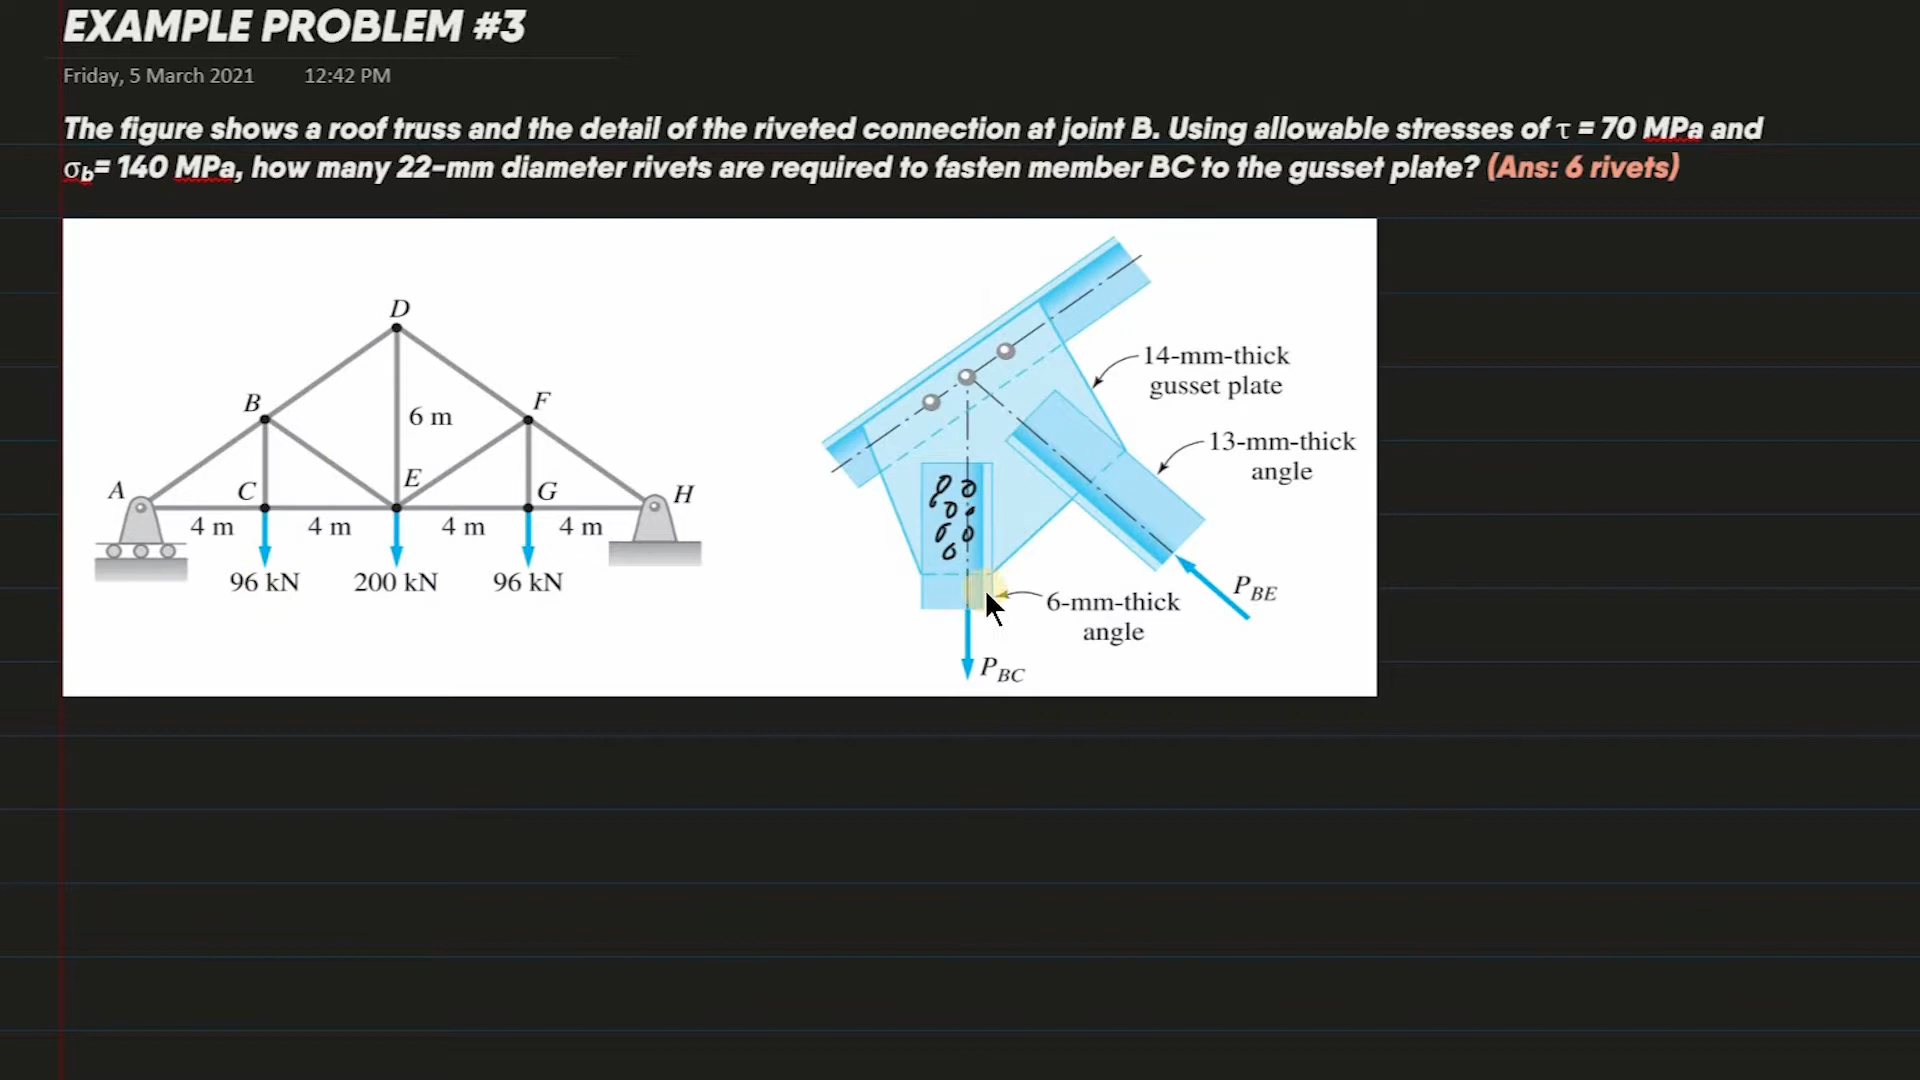 EXAMPLE PROBLEM #3
Friday, 5 March 2021 12:42 PM
The figure shows a roof truss and the detail of the riveted connection at joint B. Using allowable stresses of τ = 70 MPa and
σb= 140 MPa, how many 22-mm diameter rivets are required to fasten member BC to the gusset plate? (Ans: 6 rivets)
D
B
F
6 m
A
C
E
G
H
4 m
4 m
4 m
4 m
96 kN
200 kN
96 kN
14-mm-thick
gusset plate
13-mm-thick
angle
PBE
6-mm-thick
angle
PBC